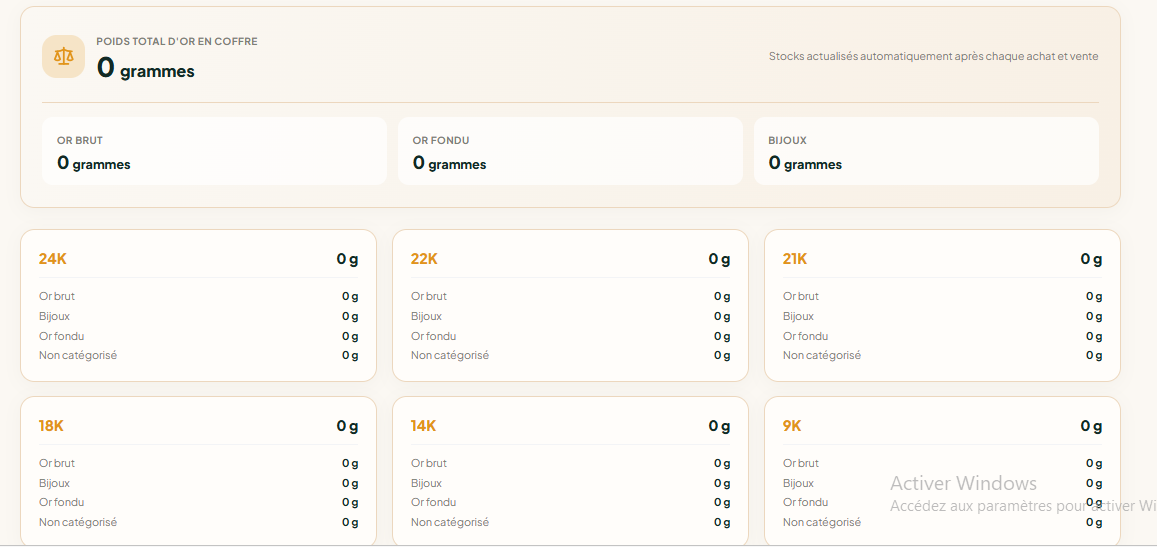 POIDS TOTAL D'OR EN COFFRE
0 grammes
Stocks actualisés automatiquement après chaque achat et vente
OR BRUT
0 grammes
OR FONDU
0 grammes
BIJOUX
0 grammes
24K 0 g
Or brut 0 g
Bijoux 0 g
Or fondu 0 g
Non catégorisé 0 g
22K 0 g
Or brut 0 g
Bijoux 0 g
Or fondu 0 g
Non catégorisé 0 g
21K 0 g
Or brut 0 g
Bijoux 0 g
Or fondu 0 g
Non catégorisé 0 g
18K 0 g
Or brut 0 g
Bijoux 0 g
Or fondu 0 g
Non catégorisé 0 g
14K 0 g
Or brut 0 g
Bijoux 0 g
Or fondu 0 g
Non catégorisé 0 g
9K 0 g
Or brut 0 g
Bijoux 0 g
Or fondu 0 g
Non catégorisé 0 g
Activer Windows
Accédez aux paramètres pour activer Wi